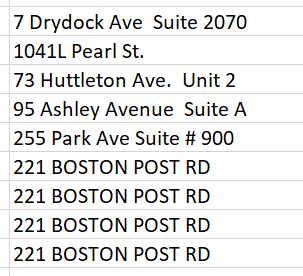 7 Drydock Ave  Suite 2070
1041L Pearl St.
73 Huttleton Ave.  Unit 2
95 Ashley Avenue  Suite A
255 Park Ave Suite # 900
221 BOSTON POST RD
221 BOSTON POST RD
221 BOSTON POST RD
221 BOSTON POST RD